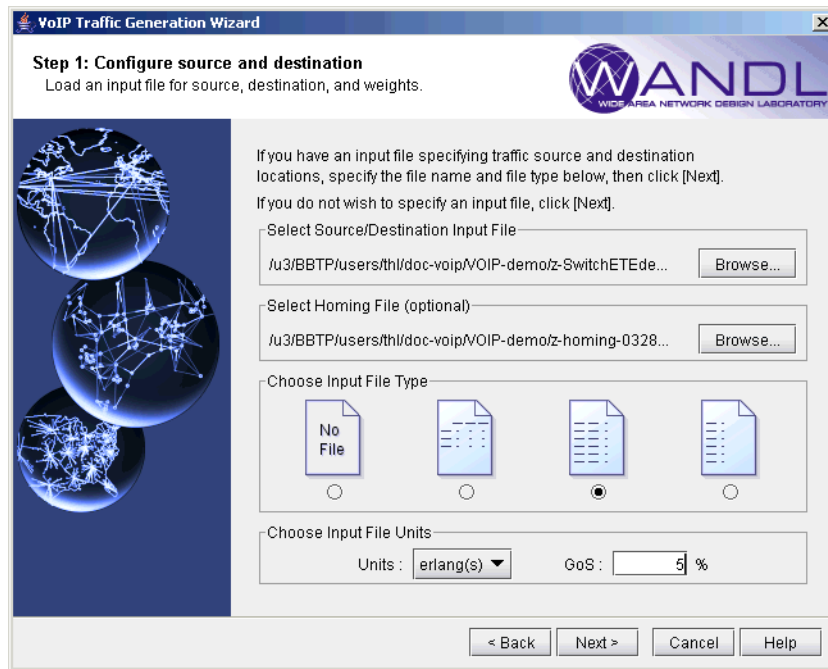 VoIP Traffic Generation Wizard
Step 1: Configure source and destination
Load an input file for source, destination, and weights.
WANDL
WIDE AREA NETWORK DESIGN LABORATORY
If you have an input file specifying traffic source and destination
locations, specify the file name and file type below, then click [Next].
If you do not wish to specify an input file, click [Next].
Select Source/Destination Input File
/u3/BBTP/users/thl/doc-voip/VOIP-demo/z-SwitchETEde... Browse...
Select Homing File (optional)
/u3/BBTP/users/thl/doc-voip/VOIP-demo/z-homing-0328... Browse...
Choose Input File Type
No
File
Choose Input File Units
Units : erlang(s) GoS : 5 %
< Back Next > Cancel Help